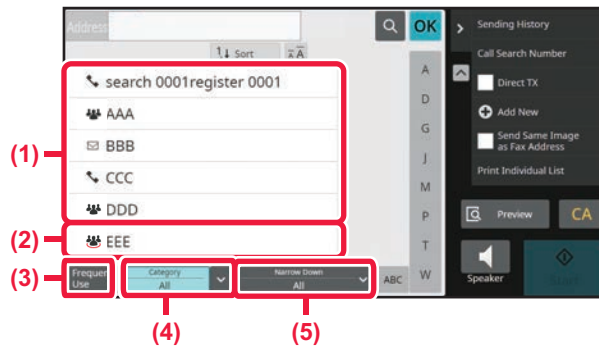 Address
OK
Sort
search 0001register 0001
AAA
BBB
CCC
DDD
EEE
Frequent
Use
Category
All
Narrow Down
All
ABC
A
D
G
J
M
P
T
W
Sending History
Call Search Number
Direct TX
Add New
Send Same Image
as Fax Address
Print Individual List
Preview
CA
Speaker
Start
(1)
(2)
(3)
(4)
(5)